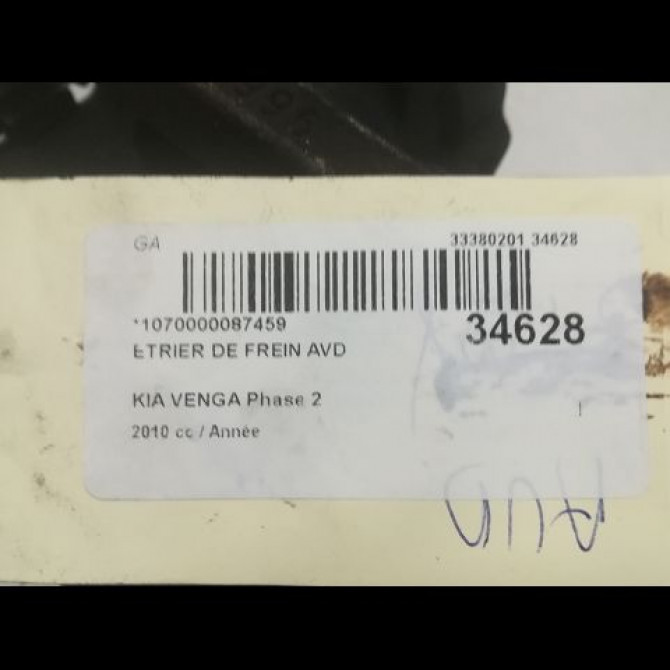 GA 33380201 34628
*1070000087459 34628
ETRIER DE FREIN AVD
KIA VENGA Phase 2
2010 cc / Année
AVD